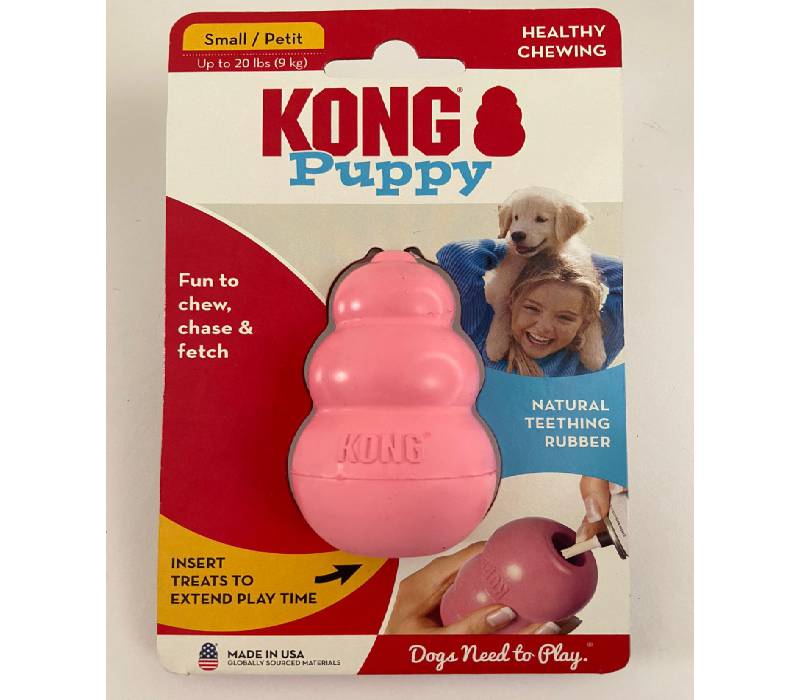 Small / Petit
Up to 20 lbs (9 kg)
HEALTHY
CHEWING
KONG®
Puppy
Fun to
chew,
chase &
fetch
KONG®
NATURAL
TEETHING
RUBBER
INSERT
TREATS TO
EXTEND PLAY TIME
KONG
MADE IN USA
GLOBALLY SOURCED MATERIALS
Dogs Need to Play.®